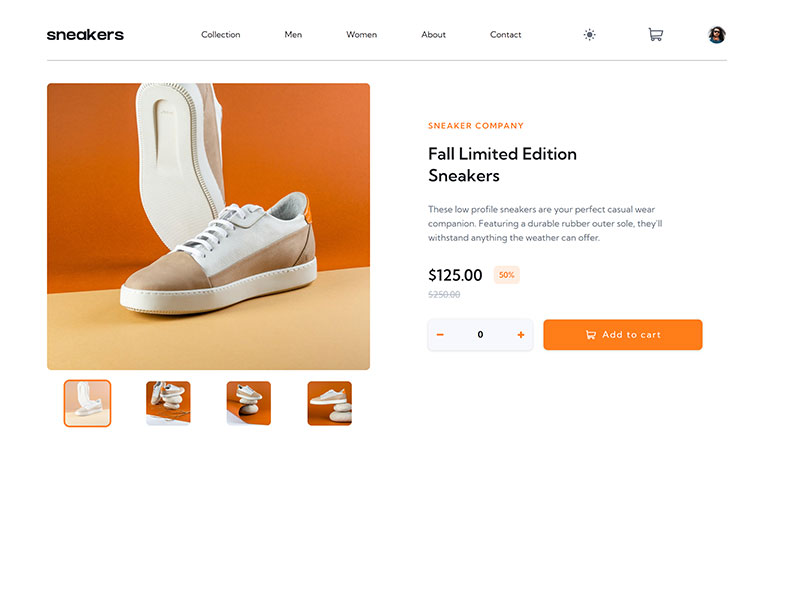 sneakers
Collection
Men
Women
About
Contact
SNEAKER COMPANY
Fall Limited Edition
Sneakers
These low profile sneakers are your perfect casual wear
companion. Featuring a durable rubber outer sole, they'll
withstand anything the weather can offer.
$125.00
50%
$250.00
−
0
+
Add to cart